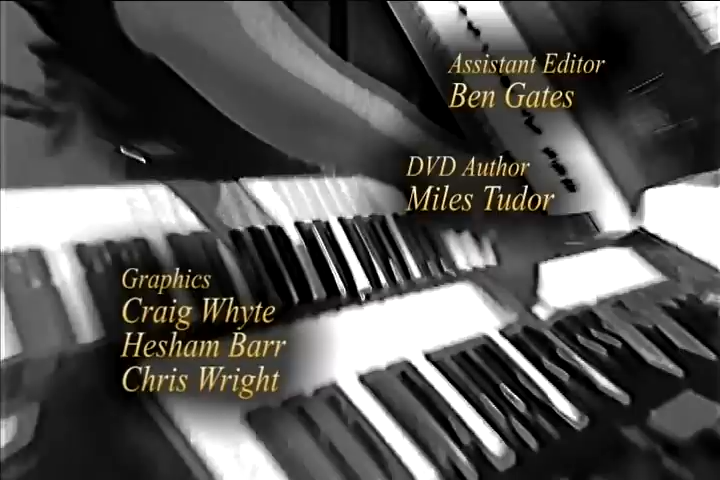 Assistant Editor
Ben Gates
DVD Author
Miles Tudor
Graphics
Craig Whyte
Hesham Barr
Chris Wright